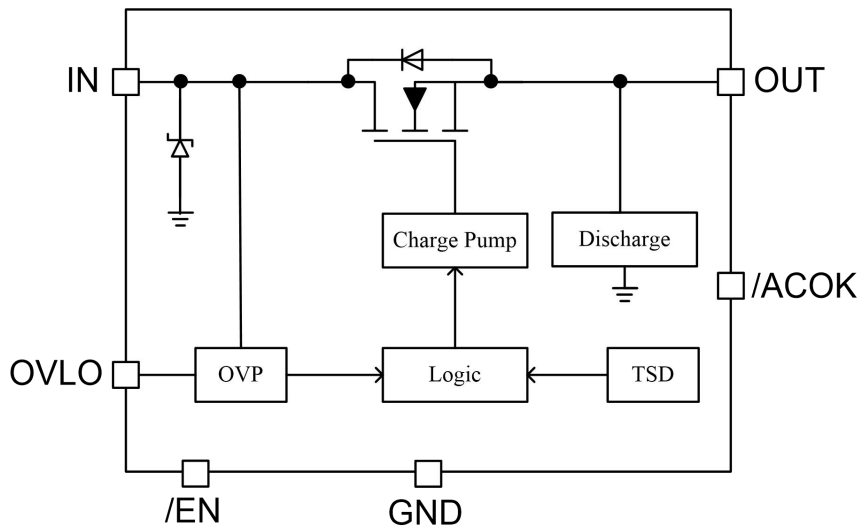 IN
OUT
Charge Pump
Discharge
/ACOK
OVLO
OVP
Logic
TSD
/EN
GND